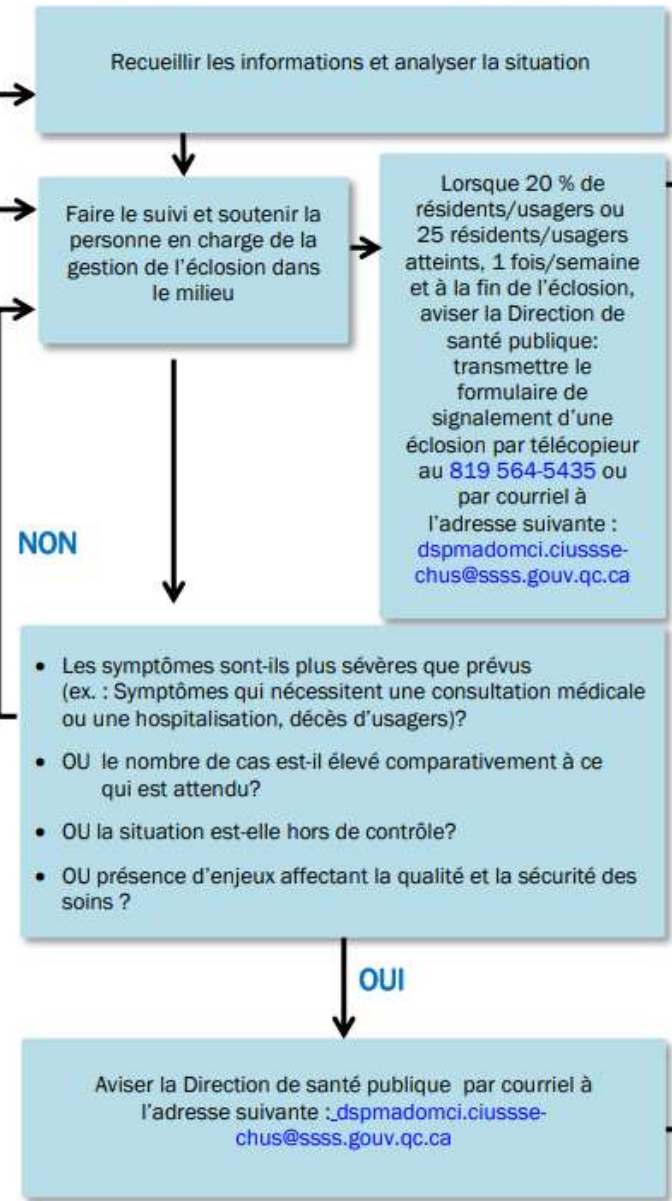 Recueillir les informations et analyser la situation
Faire le suivi et soutenir la
personne en charge de la
gestion de l'éclosion dans
le milieu
Lorsque 20 % de
résidents/usagers ou
25 résidents/usagers
atteints, 1 fois/semaine
et à la fin de l'éclosion,
aviser la Direction de
santé publique:
transmettre le
formulaire de
signalement d'une
éclosion par télécopieur
au 819 564-5435 ou
par courriel à
l'adresse suivante :
dspmadomci.ciussse-
chus@ssss.gouv.qc.ca
NON
• Les symptômes sont-ils plus sévères que prévus
(ex. : Symptômes qui nécessitent une consultation médicale
ou une hospitalisation, décès d'usagers)?
• OU le nombre de cas est-il élevé comparativement à ce
qui est attendu?
• OU la situation est-elle hors de contrôle?
• OU présence d'enjeux affectant la qualité et la sécurité des
soins ?
OUI
Aviser la Direction de santé publique par courriel à
l'adresse suivante : dspmadomci.ciussse-
chus@ssss.gouv.qc.ca